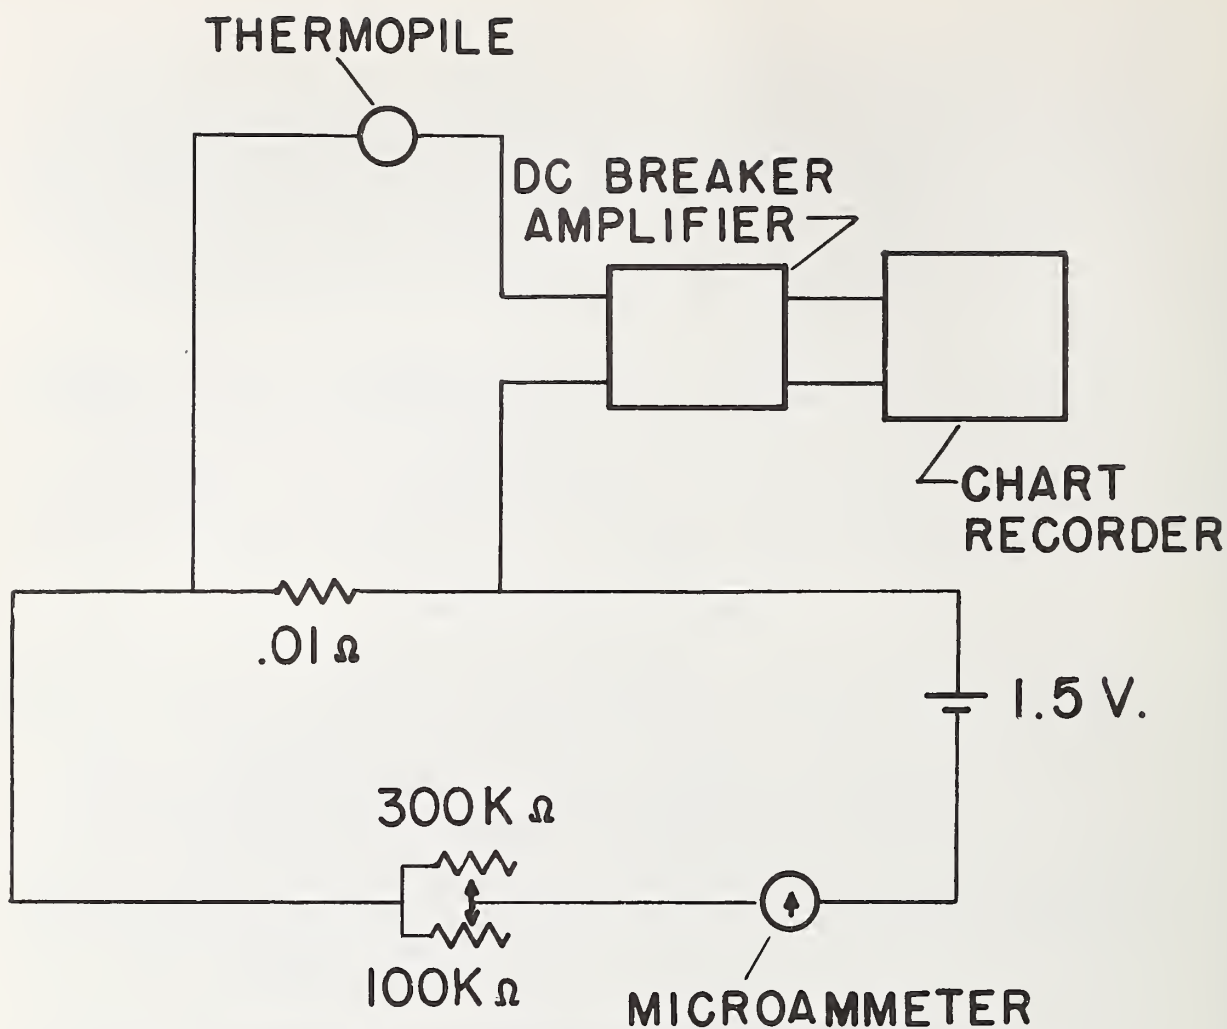 THERMOPILE
DC BREAKER
AMPLIFIER
CHART
RECORDER
.01 Ω
1.5 V.
300K Ω
100K Ω
MICROAMMETER